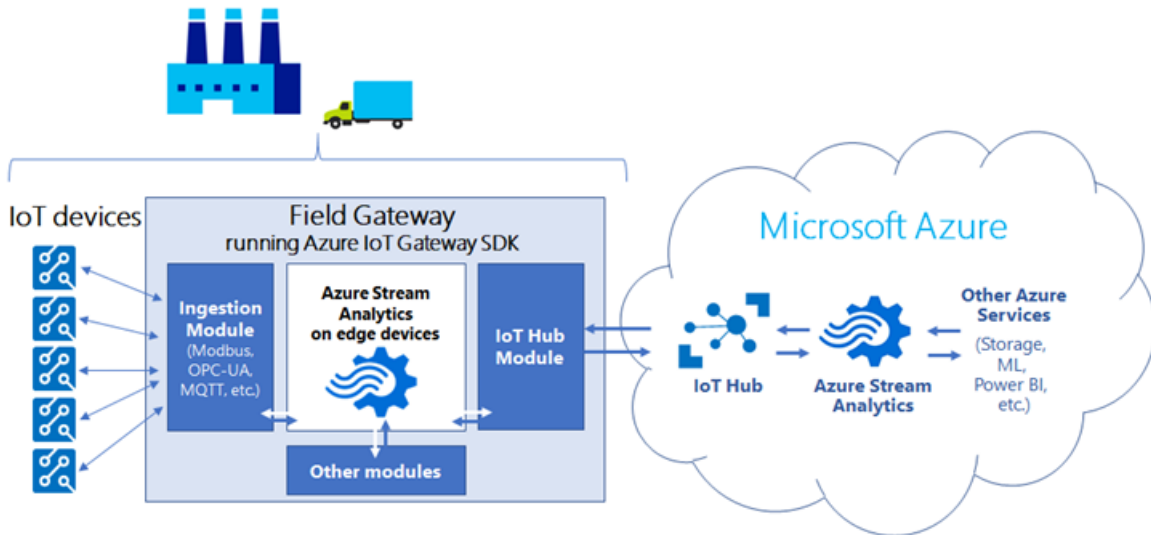 IoT devices
Field Gateway
running Azure IoT Gateway SDK
Ingestion
Module
(Modbus,
OPC-UA,
MQTT, etc.)
Azure Stream
Analytics
on edge devices
IoT Hub
Module
Other modules
Microsoft Azure
IoT Hub
Azure Stream
Analytics
Other Azure
Services
(Storage,
ML,
Power BI,
etc.)